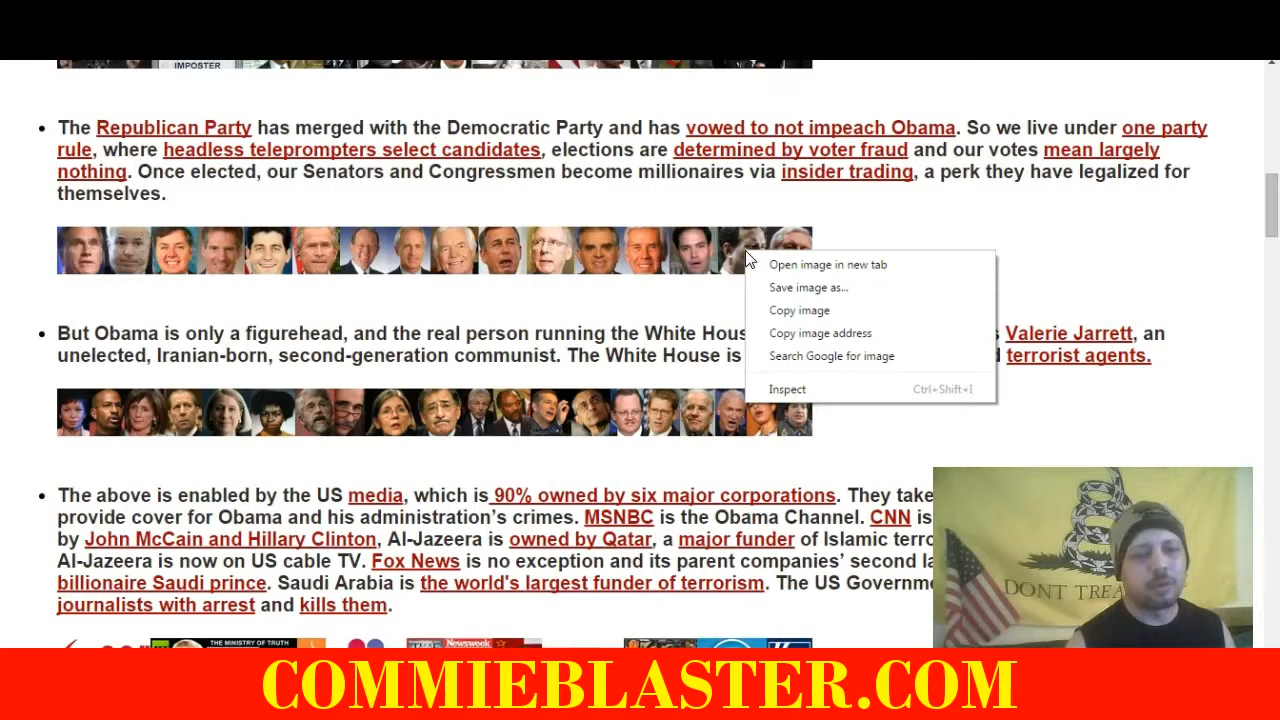 IMPOSTER
• The Republican Party has merged with the Democratic Party and has vowed to not impeach Obama. So we live under one party
rule, where headless teleprompters select candidates, elections are determined by voter fraud and our votes mean largely
nothing. Once elected, our Senators and Congressmen become millionaires via insider trading, a perk they have legalized for
themselves.
Open image in new tab
Save image as...
Copy image
Copy image address
Search Google for image
Inspect Ctrl+Shift+I
• But Obama is only a figurehead, and the real person running the White Hous Valerie Jarrett, an
unelected, Iranian-born, second-generation communist. The White House is terrorist agents.
• The above is enabled by the US media, which is 90% owned by six major corporations. They take
provide cover for Obama and his administration's crimes. MSNBC is the Obama Channel. CNN is
by John McCain and Hillary Clinton, Al-Jazeera is owned by Qatar, a major funder of Islamic terro
Al-Jazeera is now on US cable TV. Fox News is no exception and its parent companies' second la
billionaire Saudi prince. Saudi Arabia is the world's largest funder of terrorism. The US Governme
journalists with arrest and kills them.
THE MINISTRY OF TRUTH
Newsweek
DONT TREA
COMMIEBLASTER.COM